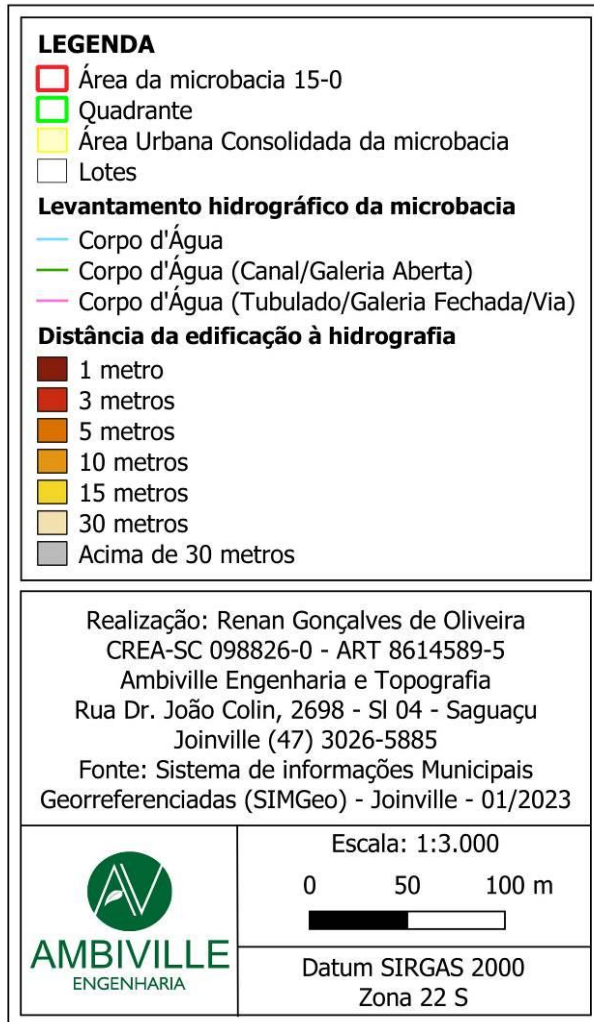 LEGENDA
Área da microbacia 15-0
Quadrante
Área Urbana Consolidada da microbacia
Lotes
Levantamento hidrográfico da microbacia
Corpo d'Água
Corpo d'Água (Canal/Galeria Aberta)
Corpo d'Água (Tubulado/Galeria Fechada/Via)
Distância da edificação à hidrografia
1 metro
3 metros
5 metros
10 metros
15 metros
30 metros
Acima de 30 metros
Realização: Renan Gonçalves de Oliveira
CREA-SC 098826-0 - ART 8614589-5
Ambiville Engenharia e Topografia
Rua Dr. João Colin, 2698 - Sl 04 - Saguaçu
Joinville (47) 3026-5885
Fonte: Sistema de informações Municipais
Georreferenciadas (SIMGeo) - Joinville - 01/2023
AMBIVILLE
ENGENHARIA
Escala: 1:3.000
0 50 100 m
Datum SIRGAS 2000
Zona 22 S